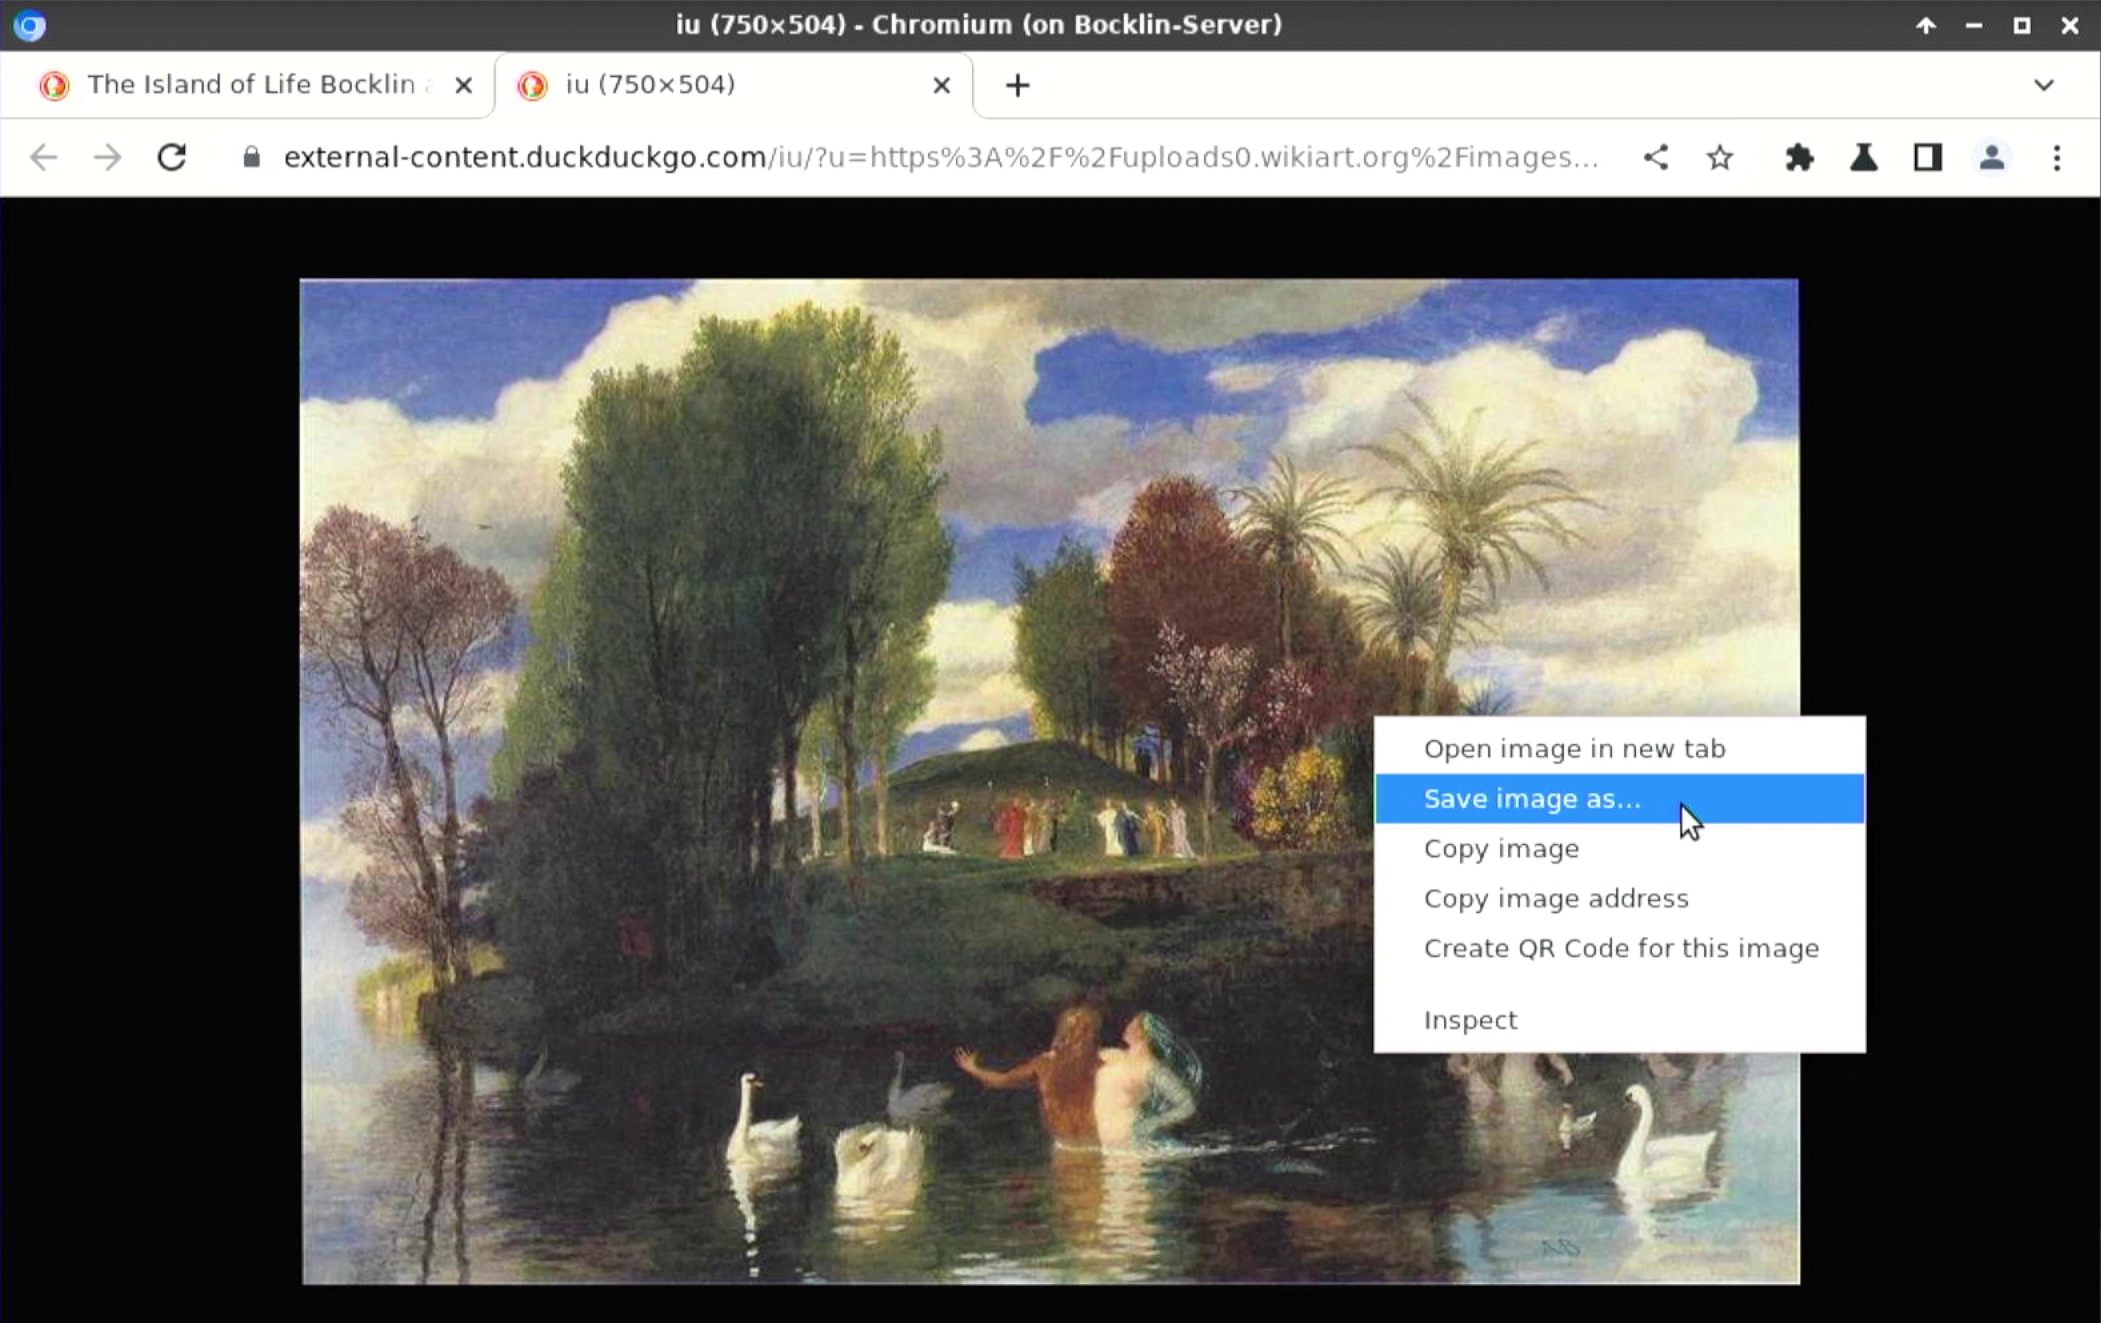 iu (750×504) - Chromium (on Bocklin-Server)
The Island of Life Bocklin
iu (750×504)
external-content.duckduckgo.com/iu/?u=https%3A%2F%2Fuploads0.wikiart.org%2Fimages...
Open image in new tab
Save image as...
Copy image
Copy image address
Create QR Code for this image
Inspect